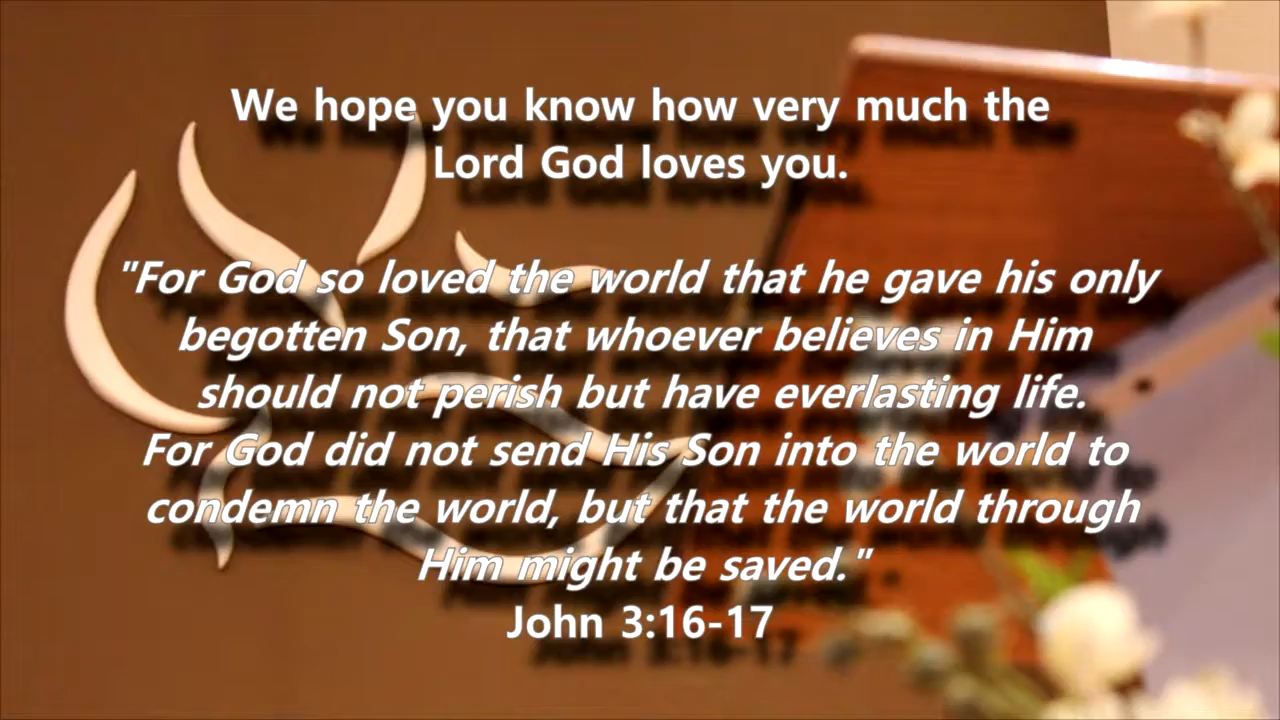 We hope you know how very much the
Lord God loves you.
"For God so loved the world that he gave his only
begotten Son, that whoever believes in Him
should not perish but have everlasting life.
For God did not send His Son into the world to
condemn the world, but that the world through
Him might be saved."
John 3:16-17